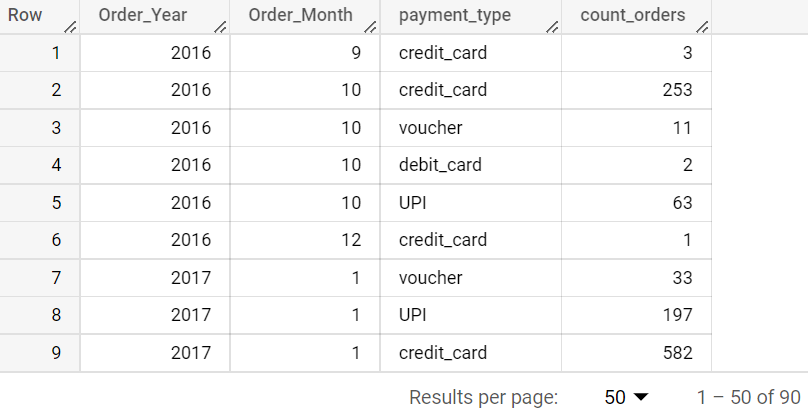 Row Order_Year Order_Month payment_type count_orders
1 2016 9 credit_card 3
2 2016 10 credit_card 253
3 2016 10 voucher 11
4 2016 10 debit_card 2
5 2016 10 UPI 63
6 2016 12 credit_card 1
7 2017 1 voucher 33
8 2017 1 UPI 197
9 2017 1 credit_card 582
Results per page: 50 1 – 50 of 90